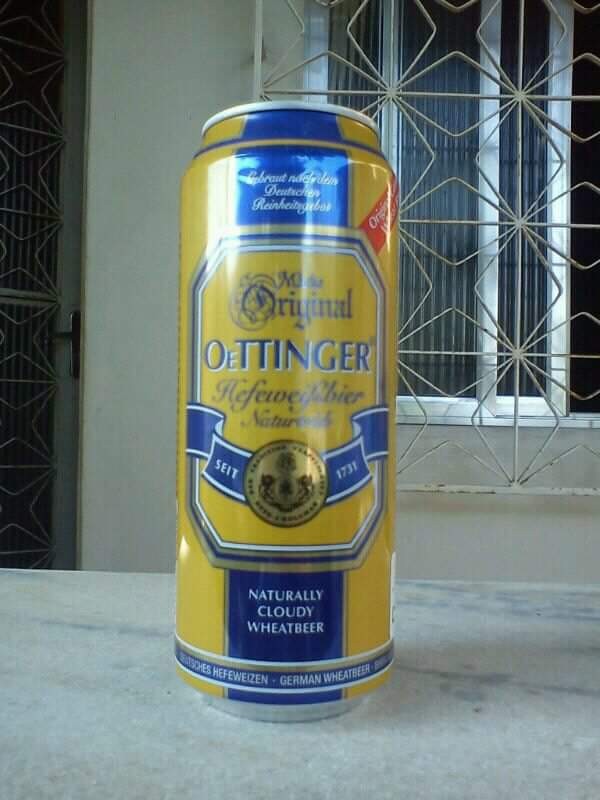 Gebraut nach dem
Deutschen
Reinheitsgebot
Original
OETTINGER
Hefeweißbier
Naturtrüb
SEIT 1731
NATURALLY
CLOUDY
WHEATBEER
DEUTSCHES HEFEWEIZEN - GERMAN WHEATBEER